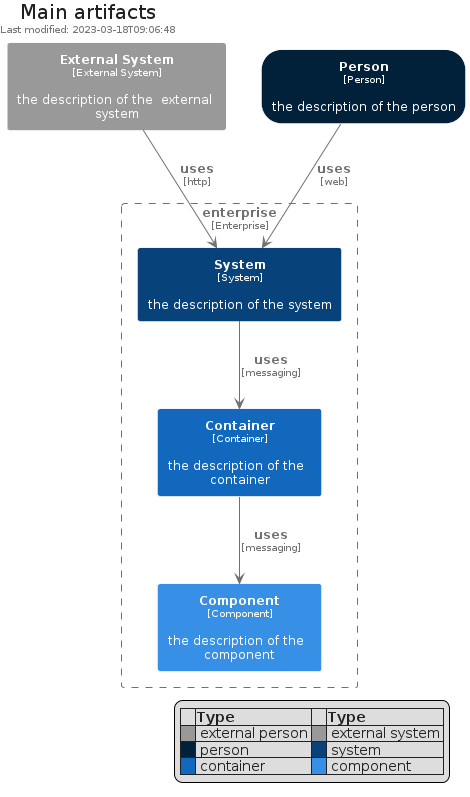 Main artifacts
Last modified: 2023-03-18T09:06:48
External System
[External System]
the description of the  external
system
Person
[Person]
the description of the person
uses
[http]
uses
[web]
enterprise
[Enterprise]
System
[System]
the description of the system
uses
[messaging]
Container
[Container]
the description of the
container
uses
[messaging]
Component
[Component]
the description of the
component
Type Type
external person external system
person system
container component